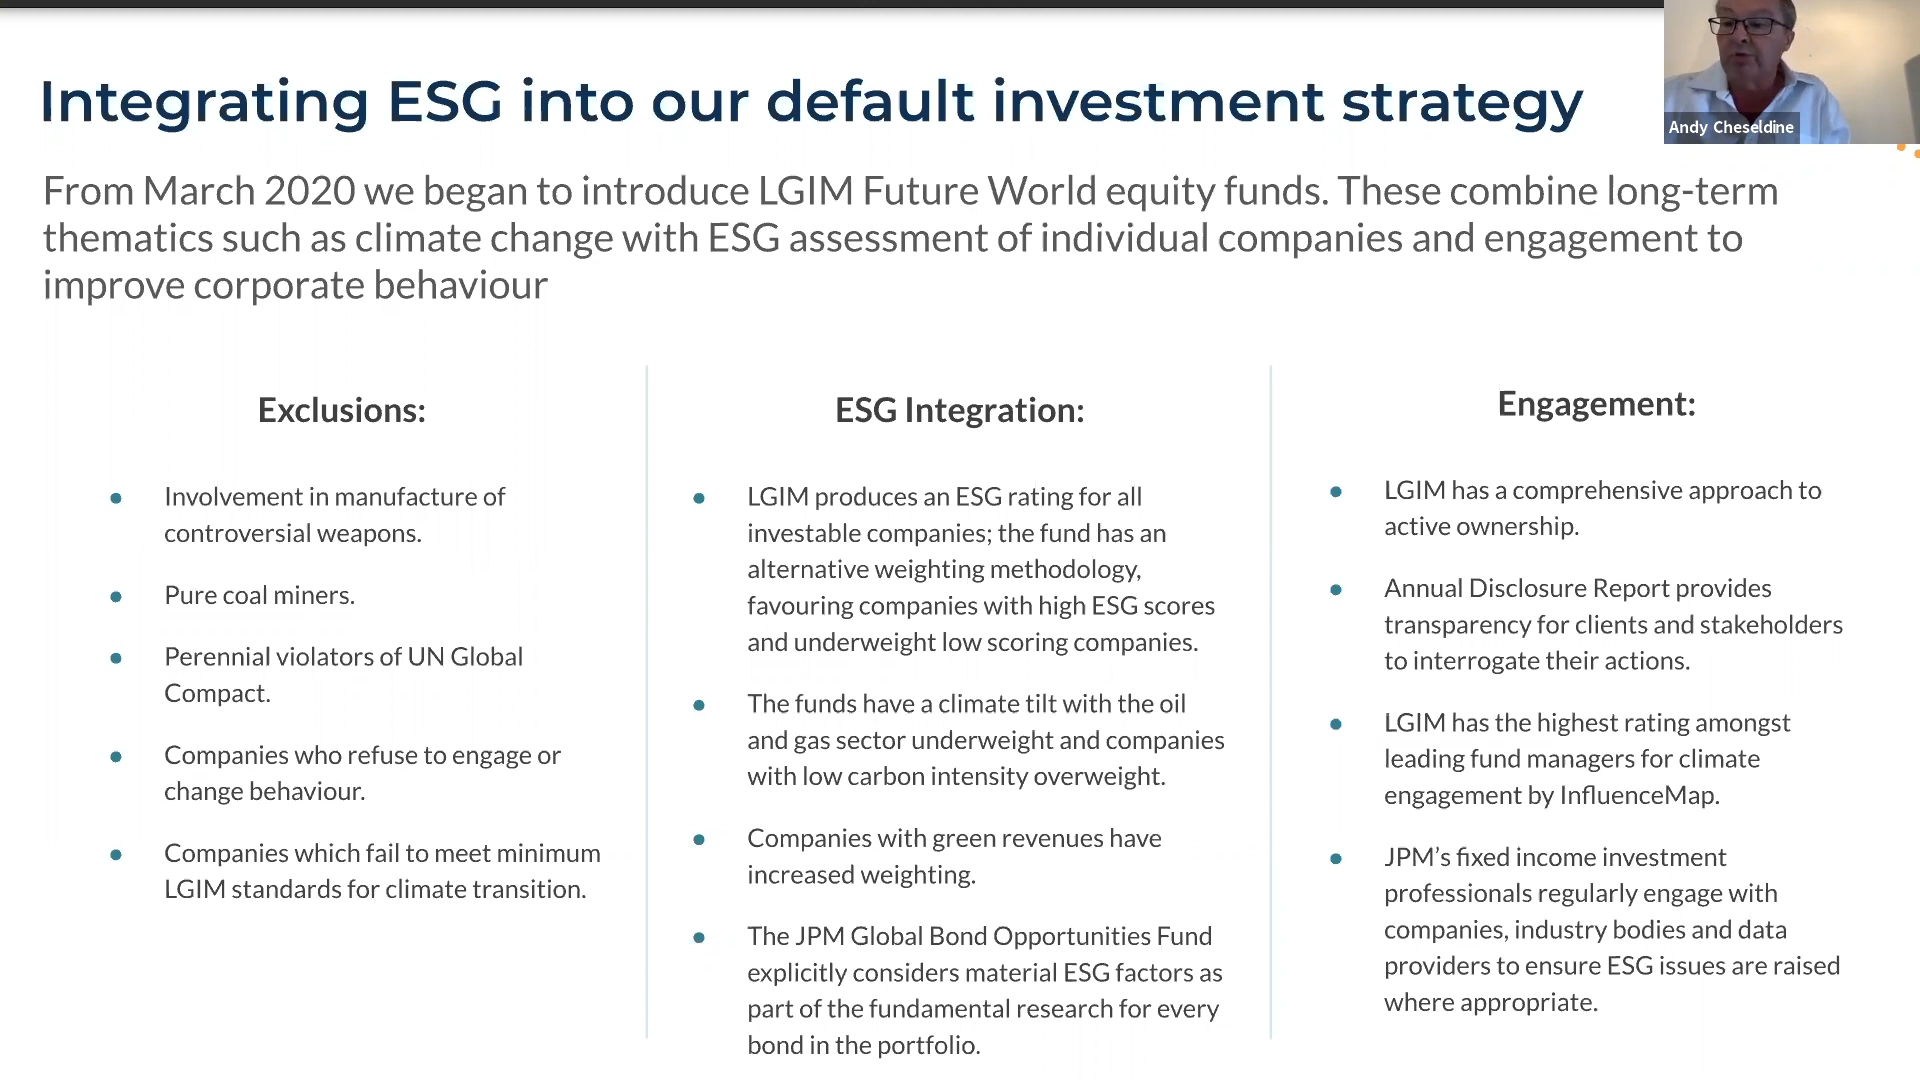 Integrating ESG into our default investment strategy
Andy Cheseldine
From March 2020 we began to introduce LGIM Future World equity funds. These combine long-term
thematics such as climate change with ESG assessment of individual companies and engagement to
improve corporate behaviour
Exclusions:
Involvement in manufacture of
controversial weapons.
Pure coal miners.
Perennial violators of UN Global
Compact.
Companies who refuse to engage or
change behaviour.
Companies which fail to meet minimum
LGIM standards for climate transition.
ESG Integration:
LGIM produces an ESG rating for all
investable companies; the fund has an
alternative weighting methodology,
favouring companies with high ESG scores
and underweight low scoring companies.
The funds have a climate tilt with the oil
and gas sector underweight and companies
with low carbon intensity overweight.
Companies with green revenues have
increased weighting.
The JPM Global Bond Opportunities Fund
explicitly considers material ESG factors as
part of the fundamental research for every
bond in the portfolio.
Engagement:
LGIM has a comprehensive approach to
active ownership.
Annual Disclosure Report provides
transparency for clients and stakeholders
to interrogate their actions.
LGIM has the highest rating amongst
leading fund managers for climate
engagement by InfluenceMap.
JPM’s fixed income investment
professionals regularly engage with
companies, industry bodies and data
providers to ensure ESG issues are raised
where appropriate.